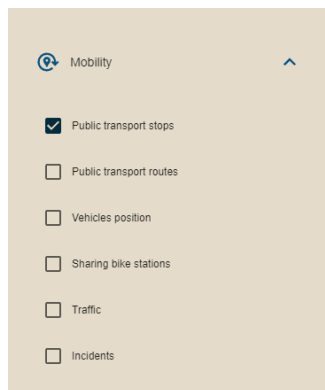 Mobility
Public transport stops
Public transport routes
Vehicles position
Sharing bike stations
Traffic
Incidents